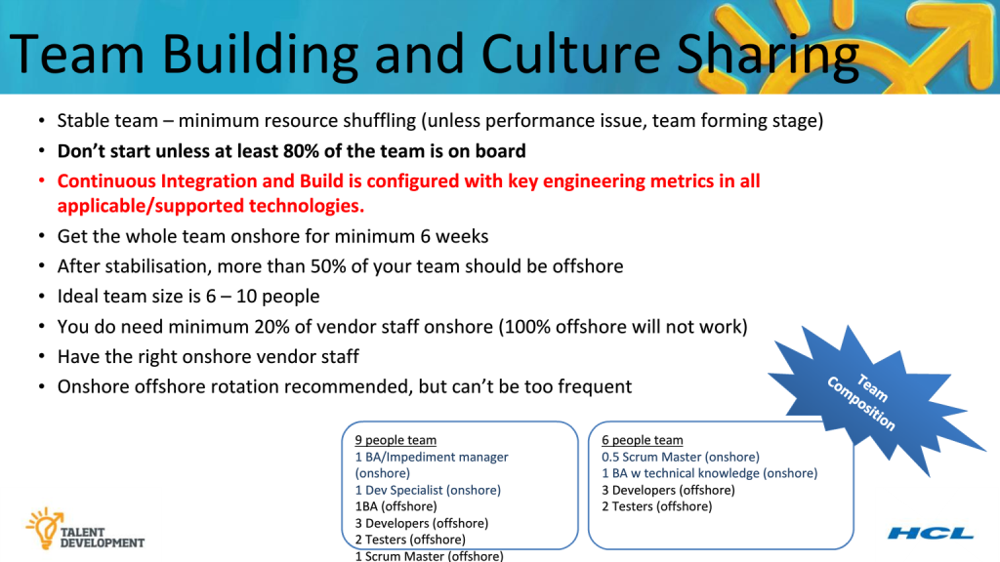 Team Building and Culture Sharing
• Stable team – minimum resource shuffling (unless performance issue, team forming stage)
• Don’t start unless at least 80% of the team is on board
• Continuous Integration and Build is configured with key engineering metrics in all
applicable/supported technologies.
• Get the whole team onshore for minimum 6 weeks
• After stabilisation, more than 50% of your team should be offshore
• Ideal team size is 6 – 10 people
• You do need minimum 20% of vendor staff onshore (100% offshore will not work)
• Have the right onshore vendor staff
• Onshore offshore rotation recommended, but can’t be too frequent
Team
Composition
9 people team
1 BA/Impediment manager
(onshore)
1 Dev Specialist (onshore)
1BA (offshore)
3 Developers (offshore)
2 Testers (offshore)
1 Scrum Master (offshore)
6 people team
0.5 Scrum Master (onshore)
1 BA w technical knowledge (onshore)
3 Developers (offshore)
2 Testers (offshore)
TALENT
DEVELOPMENT
HCL